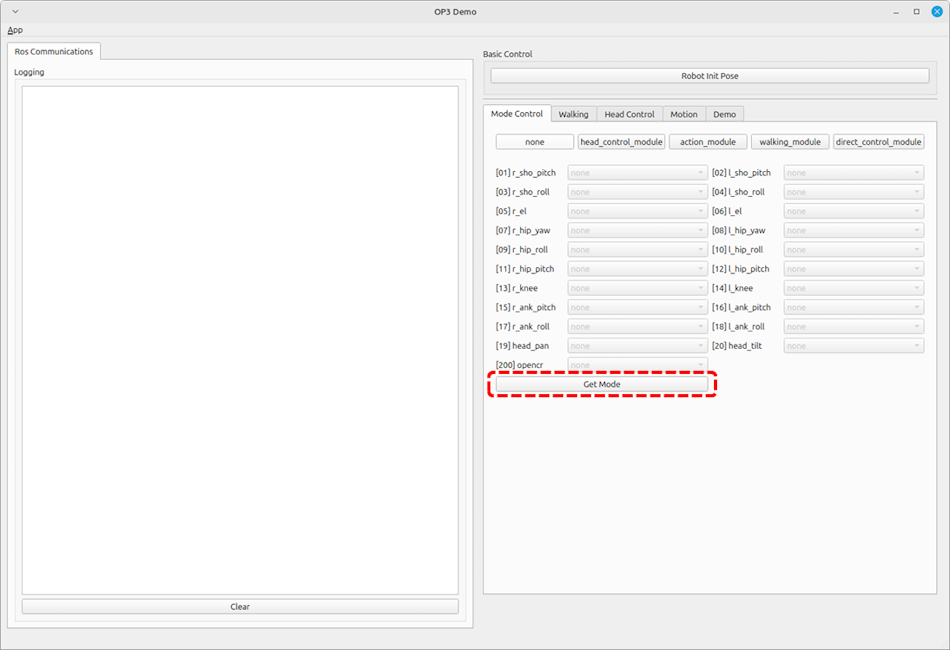 OP3 Demo
App
Ros Communications
Logging
Clear
Basic Control
Robot Init Pose
Mode Control Walking Head Control Motion Demo
none head_control_module action_module walking_module direct_control_module
[01] r_sho_pitch none [02] l_sho_pitch none
[03] r_sho_roll none [04] l_sho_roll none
[05] r_el none [06] l_el none
[07] r_hip_yaw none [08] l_hip_yaw none
[09] r_hip_roll none [10] l_hip_roll none
[11] r_hip_pitch none [12] l_hip_pitch none
[13] r_knee none [14] l_knee none
[15] r_ank_pitch none [16] l_ank_pitch none
[17] r_ank_roll none [18] l_ank_roll none
[19] head_pan none [20] head_tilt none
[200] opencr none
Get Mode